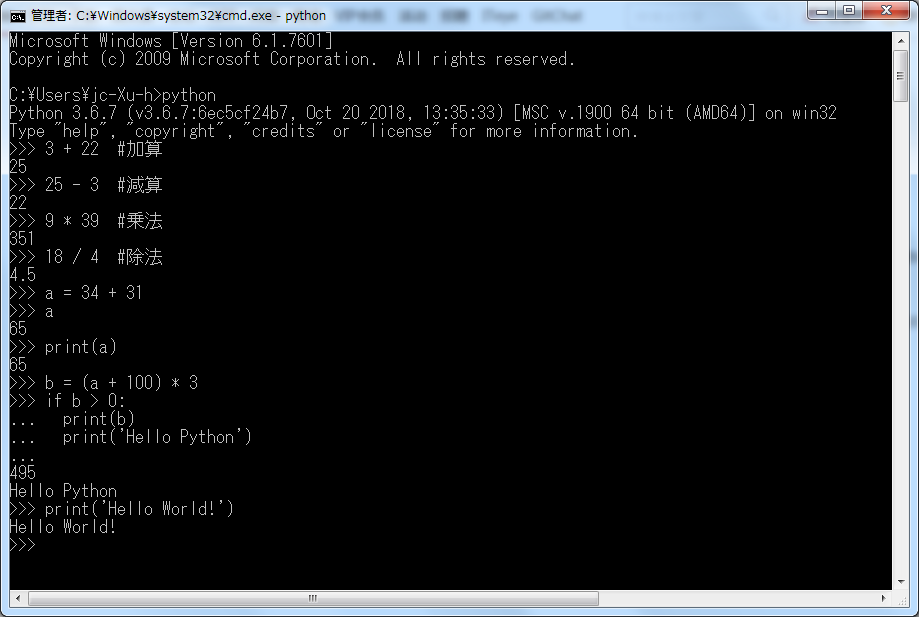 管理者: C:¥Windows¥system32¥cmd.exe - python
Microsoft Windows [Version 6.1.7601]
Copyright (c) 2009 Microsoft Corporation.  All rights reserved.
C:¥Users¥jc-Xu-h>python
Python 3.6.7 (v3.6.7:6ec5cf24b7, Oct 20 2018, 13:35:33) [MSC v.1900 64 bit (AMD64)] on win32
Type "help", "copyright", "credits" or "license" for more information.
>>> 3 + 22  #加算
25
>>> 25 - 3  #減算
22
>>> 9 * 39  #乗法
351
>>> 18 / 4  #除法
4.5
>>> a = 34 + 31
>>> a
65
>>> print(a)
65
>>> b = (a + 100) * 3
>>> if b > 0:
...   print(b)
...   print('Hello Python')
...
495
Hello Python
>>> print('Hello World!')
Hello World!
>>>